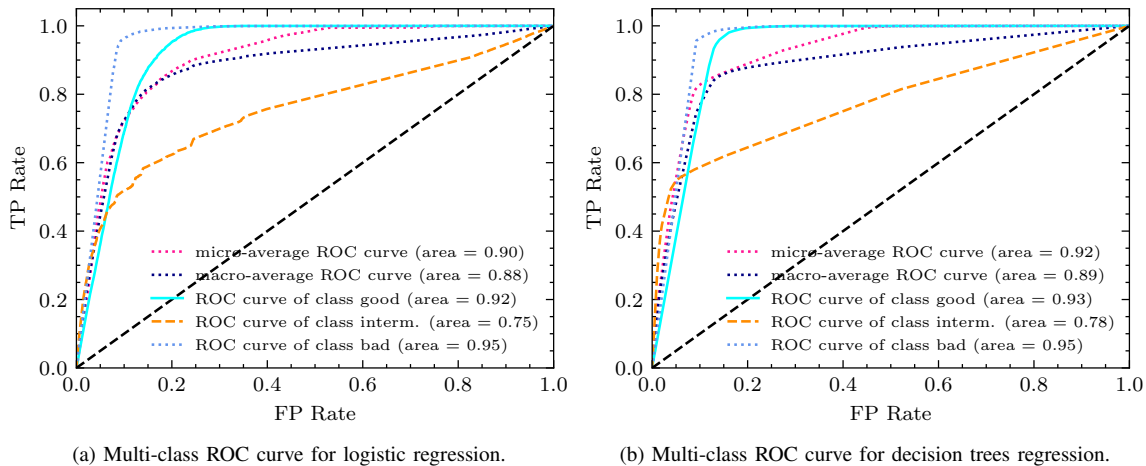 1.0
0.8
0.6
0.4
0.2
0.0
TP Rate
micro-average ROC curve (area = 0.90)
macro-average ROC curve (area = 0.88)
ROC curve of class good (area = 0.92)
ROC curve of class interm. (area = 0.75)
ROC curve of class bad (area = 0.95)
0.0 0.2 0.4 0.6 0.8 1.0
FP Rate
(a) Multi-class ROC curve for logistic regression.
1.0
0.8
0.6
0.4
0.2
0.0
TP Rate
micro-average ROC curve (area = 0.92)
macro-average ROC curve (area = 0.89)
ROC curve of class good (area = 0.93)
ROC curve of class interm. (area = 0.78)
ROC curve of class bad (area = 0.95)
0.0 0.2 0.4 0.6 0.8 1.0
FP Rate
(b) Multi-class ROC curve for decision trees regression.